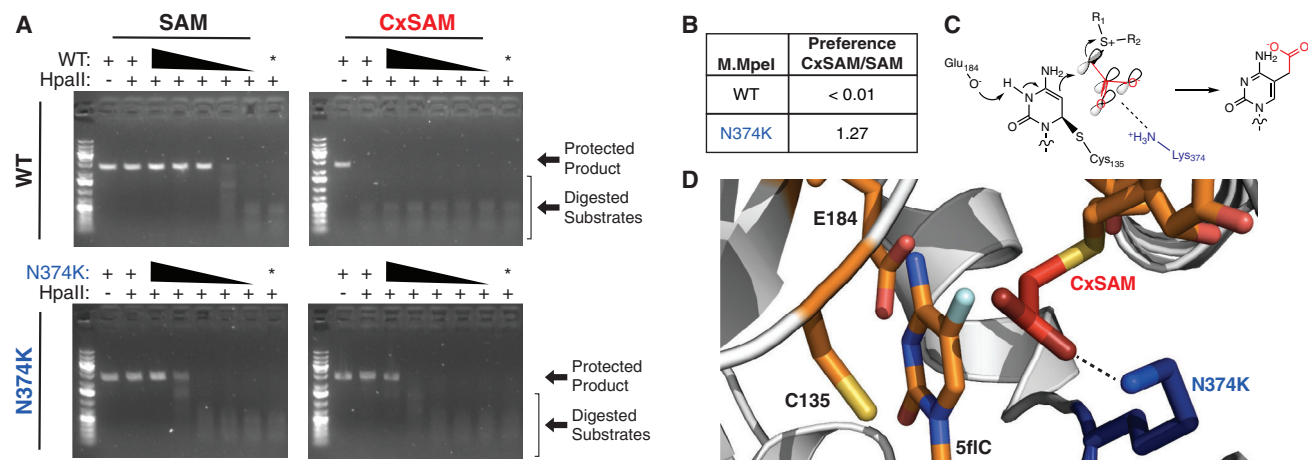 A
SAM
CxSAM
WT: + + *
+ + *
HpaII: - + + + + + + +
- + + + + + + +
WT
Protected
Product
Digested
Substrates
N374K: + + *
+ + *
HpaII: - + + + + + + +
- + + + + + + +
N374K
Protected
Product
Digested
Substrates
B
M.MpeI
Preference
CxSAM/SAM
WT
< 0.01
N374K
1.27
C
R1
S+
R2
Glu184
O-
H
N
NH2
O
N
S
Cys135
O
O-
+H3N
Lys374
-O
O
NH2
N
O
N
D
E184
CxSAM
N374K
C135
5flC